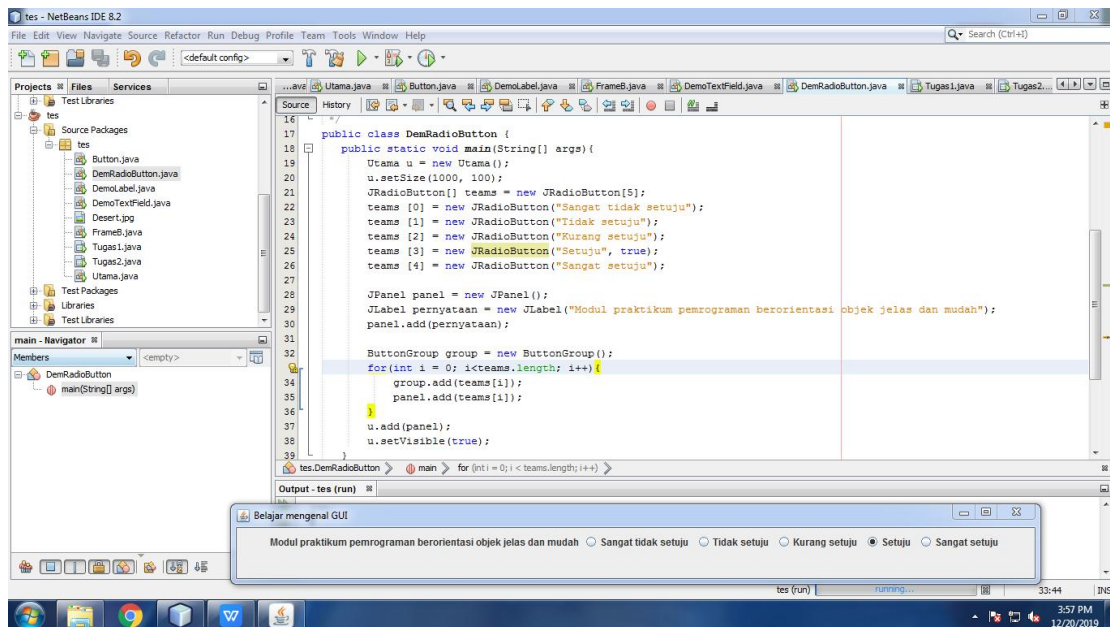 tes - NetBeans IDE 8.2
File Edit View Navigate Source Refactor Run Debug Profile Team Tools Window Help
Search (Ctrl+I)
<default config>
Projects Files Services
Test Libraries
tes
Source Packages
tes
Button.java
DemRadioButton.java
DemoLabel.java
DemoTextField.java
Desert.jpg
FrameB.java
Tugas1.java
Tugas2.java
Utama.java
Test Packages
Libraries
Test Libraries
main - Navigator
Members <empty>
DemRadioButton
main(String[] args)
...ava Utama.java Button.java DemoLabel.java FrameB.java DemoTextField.java DemRadioButton.java Tugas1.java Tugas2....
Source History
16 */
17 public class DemRadioButton {
18 public static void main(String[] args){
19 Utama u = new Utama();
20 u.setSize(1000, 100);
21 JRadioButton[] teams = new JRadioButton[5];
22 teams [0] = new JRadioButton("Sangat tidak setuju");
23 teams [1] = new JRadioButton("Tidak setuju");
24 teams [2] = new JRadioButton("Kurang setuju");
25 teams [3] = new JRadioButton("Setuju", true);
26 teams [4] = new JRadioButton("Sangat setuju");
27
28 JPanel panel = new JPanel();
29 JLabel pernyataan = new JLabel("Modul praktikum pemrograman berorientasi objek jelas dan mudah");
30 panel.add(pernyataan);
31
32 ButtonGroup group = new ButtonGroup();
for(int i = 0; i<teams.length; i++){
34 group.add(teams[i]);
35 panel.add(teams[i]);
36 }
37 u.add(panel);
38 u.setVisible(true);
39 }
tes.DemRadioButton main for (int i = 0; i < teams.length; i++)
Output - tes (run)
Belajar mengenal GUI
Modul praktikum pemrograman berorientasi objek jelas dan mudah Sangat tidak setuju Tidak setuju Kurang setuju Setuju Sangat setuju
tes (run) running... 33:44 INS
3:57 PM
12/20/2019